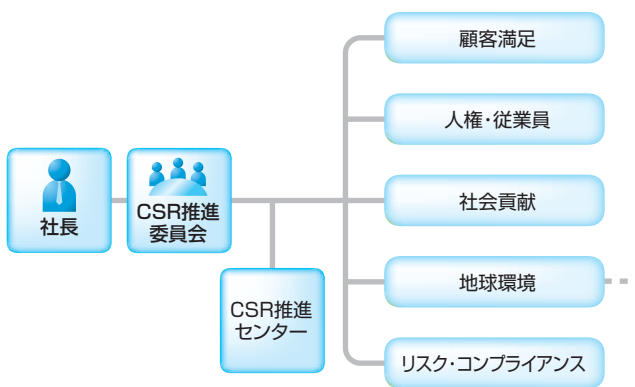 社長
CSR推進
委員会
CSR推進
センター
顧客満足
人権・従業員
社会貢献
地球環境
リスク・コンプライアンス